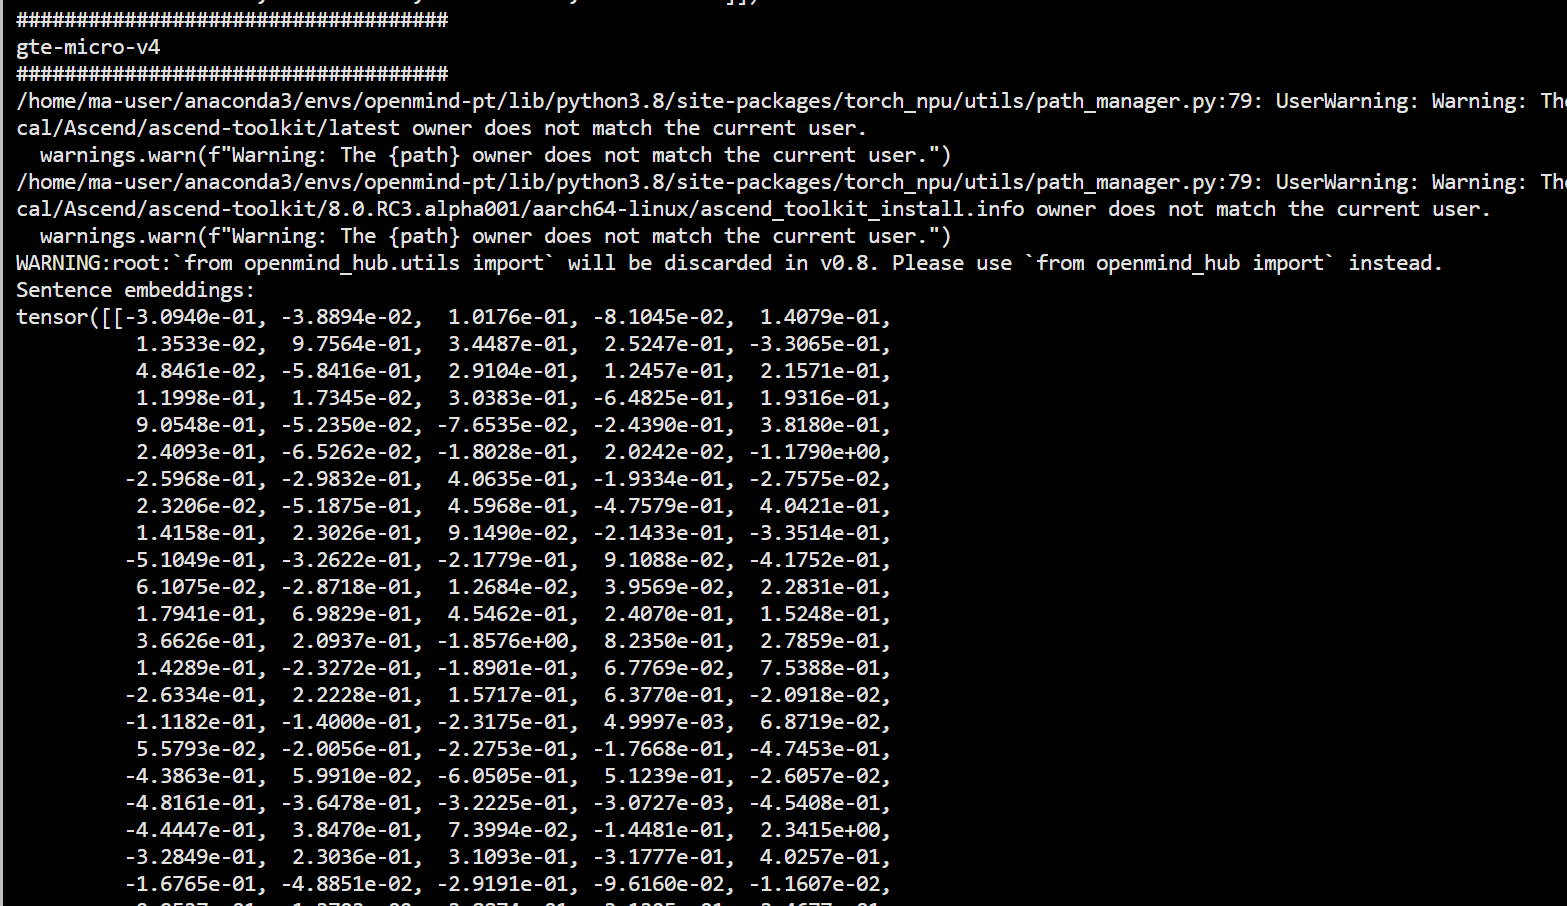 ####################################
gte-micro-v4
####################################
/home/ma-user/anaconda3/envs/openmind-pt/lib/python3.8/site-packages/torch_npu/utils/path_manager.py:79: UserWarning: Warning: The
cal/Ascend/ascend-toolkit/latest owner does not match the current user.
  warnings.warn(f"Warning: The {path} owner does not match the current user.")
/home/ma-user/anaconda3/envs/openmind-pt/lib/python3.8/site-packages/torch_npu/utils/path_manager.py:79: UserWarning: Warning: The
cal/Ascend/ascend-toolkit/8.0.RC3.alpha001/aarch64-linux/ascend_toolkit_install.info owner does not match the current user.
  warnings.warn(f"Warning: The {path} owner does not match the current user.")
WARNING:root:`from openmind_hub.utils import` will be discarded in v0.8. Please use `from openmind_hub import` instead.
Sentence embeddings:
tensor([[-3.0940e-01, -3.8894e-02,  1.0176e-01, -8.1045e-02,  1.4079e-01,
          1.3533e-02,  9.7564e-01,  3.4487e-01,  2.5247e-01, -3.3065e-01,
          4.8461e-02, -5.8416e-01,  2.9104e-01,  1.2457e-01,  2.1571e-01,
          1.1998e-01,  1.7345e-02,  3.0383e-01, -6.4825e-01,  1.9316e-01,
          9.0548e-01, -5.2350e-02, -7.6535e-02, -2.4390e-01,  3.8180e-01,
          2.4093e-01, -6.5262e-02, -1.8028e-01,  2.0242e-02, -1.1790e+00,
         -2.5968e-01, -2.9832e-01,  4.0635e-01, -1.9334e-01, -2.7575e-02,
          2.3206e-02, -5.1875e-01,  4.5968e-01, -4.7579e-01,  4.0421e-01,
          1.4158e-01,  2.3026e-01,  9.1490e-02, -2.1433e-01, -3.3514e-01,
         -5.1049e-01, -3.2622e-01, -2.1779e-01,  9.1088e-02, -4.1752e-01,
          6.1075e-02, -2.8718e-01,  1.2684e-02,  3.9569e-02,  2.2831e-01,
          1.7941e-01,  6.9829e-01,  4.5462e-01,  2.4070e-01,  1.5248e-01,
          3.6626e-01,  2.0937e-01, -1.8576e+00,  8.2350e-01,  2.7859e-01,
          1.4289e-01, -2.3272e-01, -1.8901e-01,  6.7769e-02,  7.5388e-01,
         -2.6334e-01,  2.2228e-01,  1.5717e-01,  6.3770e-01, -2.0918e-02,
         -1.1182e-01, -1.4000e-01, -2.3175e-01,  4.9997e-03,  6.8719e-02,
          5.5793e-02, -2.0056e-01, -2.2753e-01, -1.7668e-01, -4.7453e-01,
         -4.3863e-01,  5.9910e-02, -6.0505e-01,  5.1239e-01, -2.6057e-02,
         -4.8161e-01, -3.6478e-01, -3.2225e-01, -3.0727e-03, -4.5408e-01,
         -4.4447e-01,  3.8470e-01,  7.3994e-02, -1.4481e-01,  2.3415e+00,
         -3.2849e-01,  2.3036e-01,  3.1093e-01, -3.1777e-01,  4.0257e-01,
         -1.6765e-01, -4.8851e-02, -2.9191e-01, -9.6160e-02, -1.1607e-02,